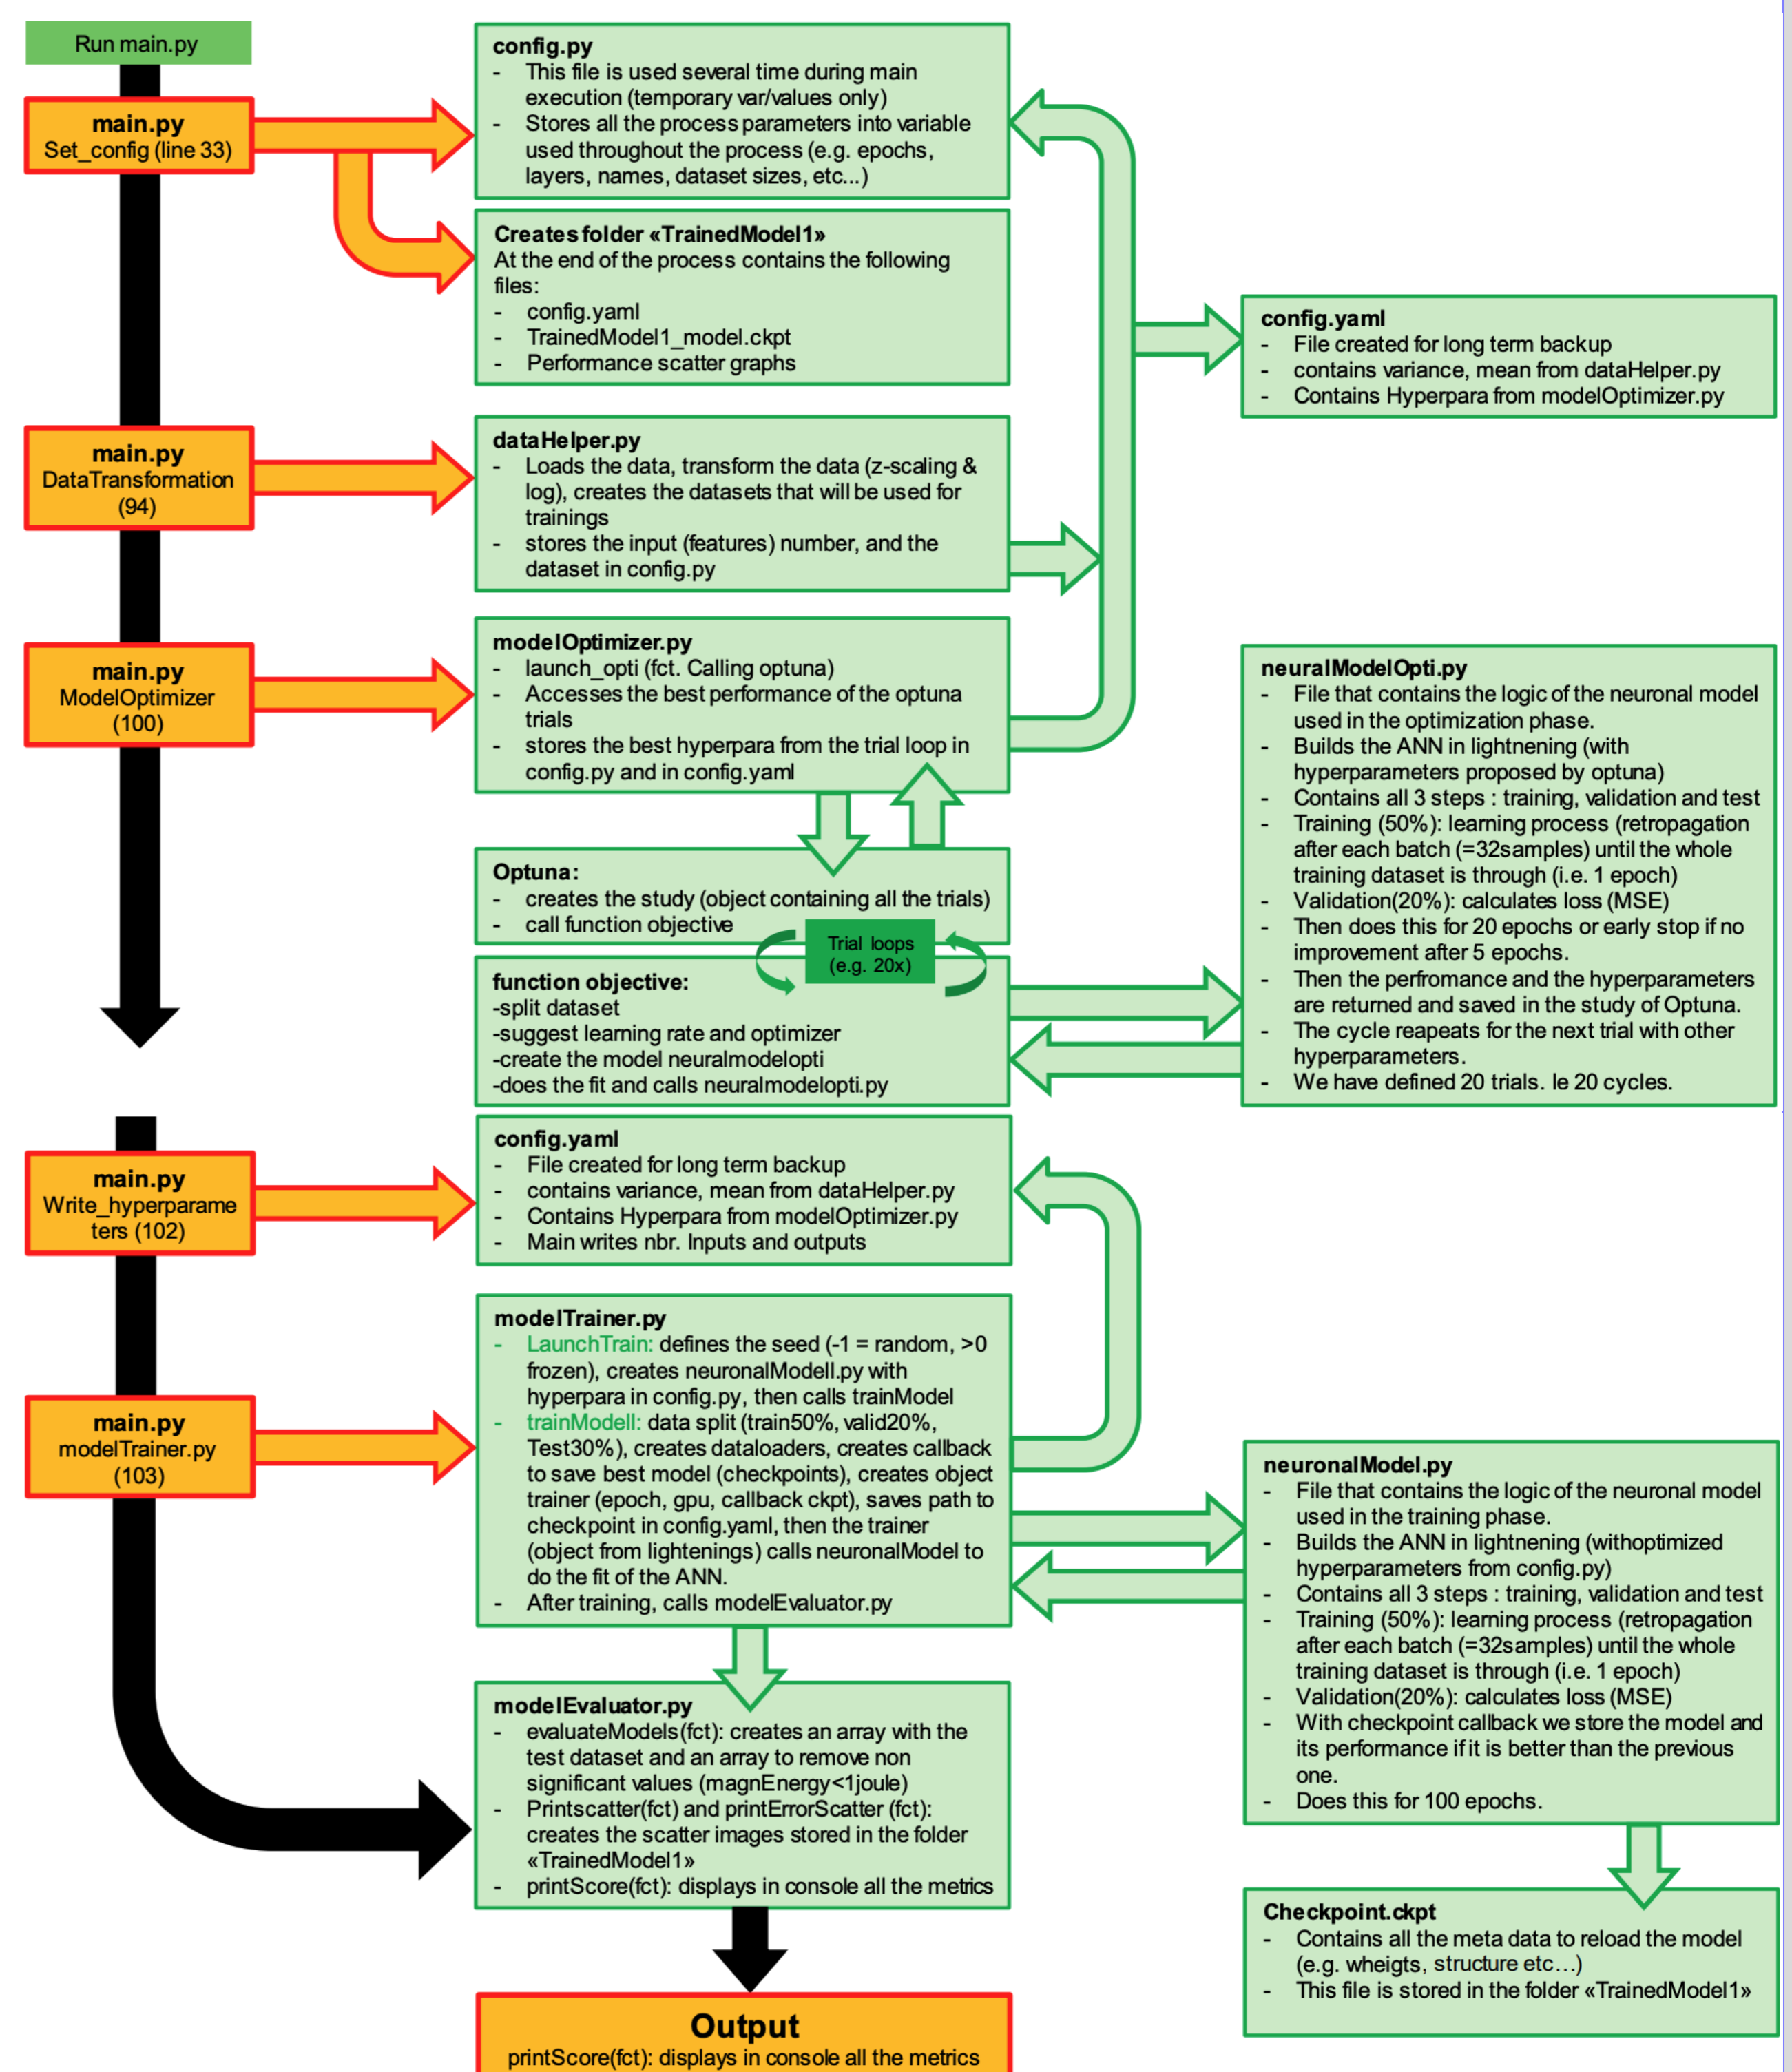 Run main.py
main.py
Set_config (line 33)
config.py
- This file is used several time during main
execution (temporary var/values only)
- Stores all the process parameters into variable
used throughout the process (e.g. epochs,
layers, names, dataset sizes, etc...)
Creates folder «TrainedModel1»
At the end of the process contains the following
files:
- config.yaml
- TrainedModel1_model.ckpt
- Performance scatter graphs
config.yaml
- File created for long term backup
- contains variance, mean from dataHelper.py
- Contains Hyperpara from modelOptimizer.py
main.py
DataTransformation
(94)
dataHelper.py
- Loads the data, transform the data (z-scaling &
log), creates the datasets that will be used for
trainings
- stores the input (features) number, and the
dataset in config.py
main.py
ModelOptimizer
(100)
modelOptimizer.py
- launch_opti (fct. Calling optuna)
- Accesses the best performance of the optuna
trials
- stores the best hyperpara from the trial loop in
config.py and in config.yaml
Optuna:
- creates the study (object containing all the trials)
- call function objective
Trial loops
(e.g. 20x)
function objective:
-split dataset
-suggest learning rate and optimizer
-create the model neuralmodelopti
-does the fit and calls neuralmodelopti.py
neuralModelOpti.py
- File that contains the logic of the neuronal model
used in the optimization phase.
- Builds the ANN in lightnening (with
hyperparameters proposed by optuna)
- Contains all 3 steps : training, validation and test
- Training (50%): learning process (retropagation
after each batch (=32samples) until the whole
training dataset is through (i.e. 1 epoch)
- Validation(20%): calculates loss (MSE)
- Then does this for 20 epochs or early stop if no
improvement after 5 epochs.
- Then the perfromance and the hyperparameters
are returned and saved in the study of Optuna.
- The cycle reapeats for the next trial with other
hyperparameters.
- We have defined 20 trials. Ie 20 cycles.
main.py
Write_hyperparame
ters (102)
config.yaml
- File created for long term backup
- contains variance, mean from dataHelper.py
- Contains Hyperpara from modelOptimizer.py
- Main writes nbr. Inputs and outputs
main.py
modelTrainer.py
(103)
modelTrainer.py
- LaunchTrain: defines the seed (-1 = random, >0
frozen), creates neuronalModell.py with
hyperpara in config.py, then calls trainModel
- trainModell: data split (train50%, valid20%,
Test30%), creates dataloaders, creates callback
to save best model (checkpoints), creates object
trainer (epoch, gpu, callback ckpt), saves path to
checkpoint in config.yaml, then the trainer
(object from lightenings) calls neuronalModel to
do the fit of the ANN.
- After training, calls modelEvaluator.py
neuronalModel.py
- File that contains the logic of the neuronal model
used in the training phase.
- Builds the ANN in lightnening (withoptimized
hyperparameters from config.py)
- Contains all 3 steps : training, validation and test
- Training (50%): learning process (retropagation
after each batch (=32samples) until the whole
training dataset is through (i.e. 1 epoch)
- Validation(20%): calculates loss (MSE)
- With checkpoint callback we store the model and
its performance if it is better than the previous
one.
- Does this for 100 epochs.
modelEvaluator.py
- evaluateModels(fct): creates an array with the
test dataset and an array to remove non
significant values (magnEnergy<1joule)
- Printscatter(fct) and printErrorScatter (fct):
creates the scatter images stored in the folder
«TrainedModel1»
- printScore(fct): displays in console all the metrics
Checkpoint.ckpt
- Contains all the meta data to reload the model
(e.g. wheigts, structure etc…)
- This file is stored in the folder «TrainedModel1»
Output
printScore(fct): displays in console all the metrics